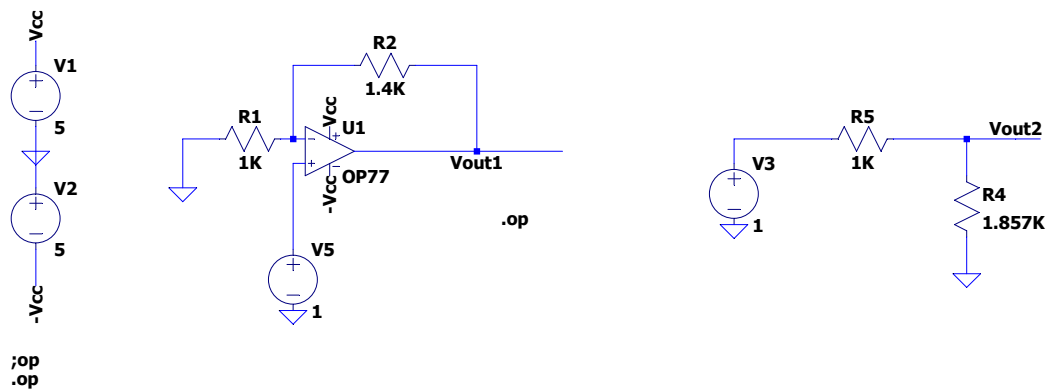 Vcc
V1
5
V2
5
-Vcc
;op
.op
R2
1.4K
R1
1K
Vcc
U1
OP77
-Vcc
Vout1
.op
V5
1
R5
1K
Vout2
V3
1
R4
1.857K